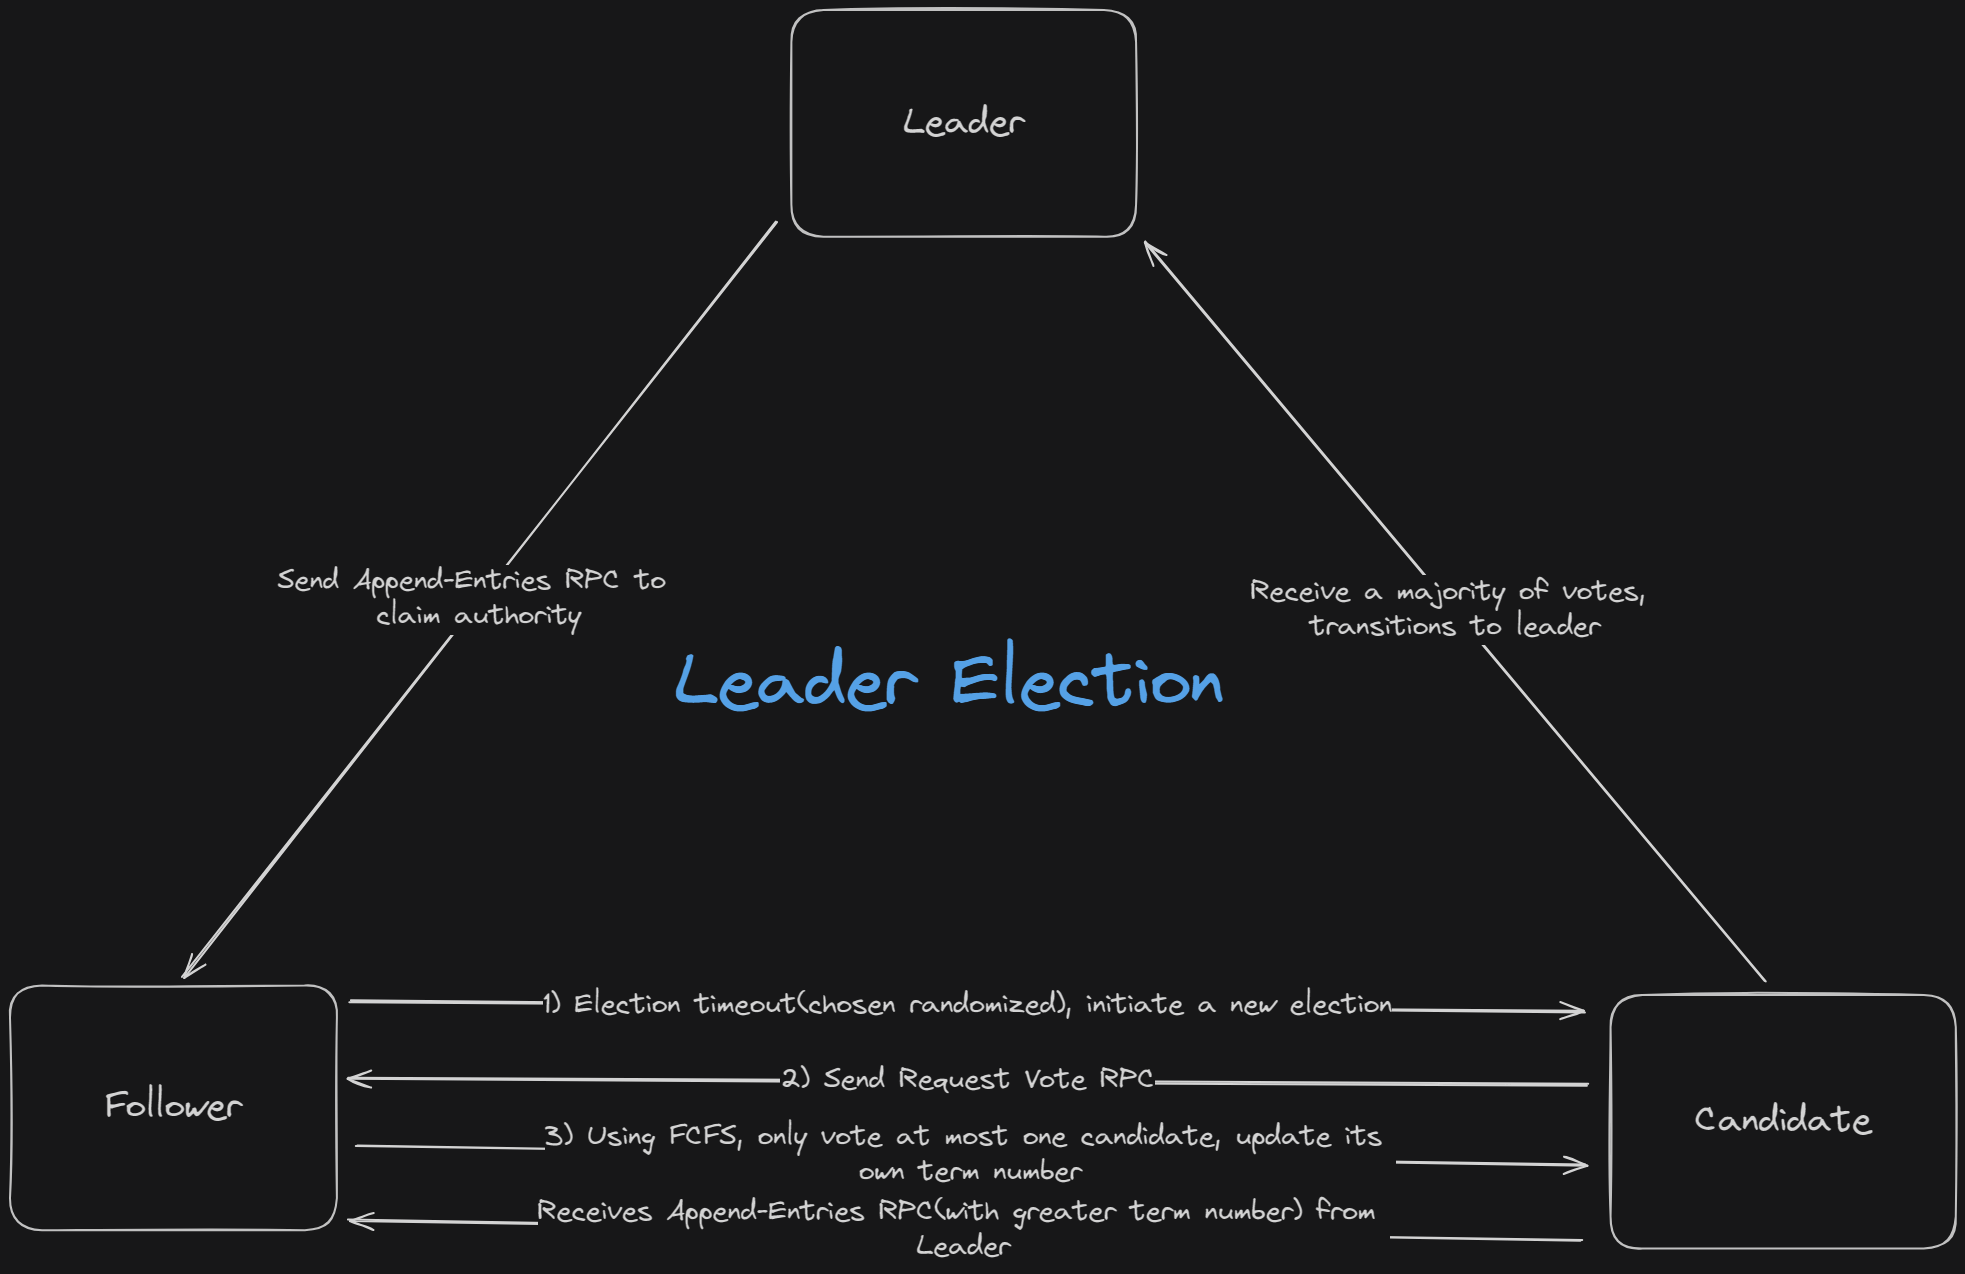 Leader
Send Append-Entries RPC to
claim authority
Receive a majority of votes,
transitions to leader
Leader Election
1) Election timeout(chosen randomized), initiate a new election
2) Send Request Vote RPC
Follower
Candidate
3) Using FCFS, only vote at most one candidate, update its
own term number
Receives Append-Entries RPC(with greater term number) from
Leader